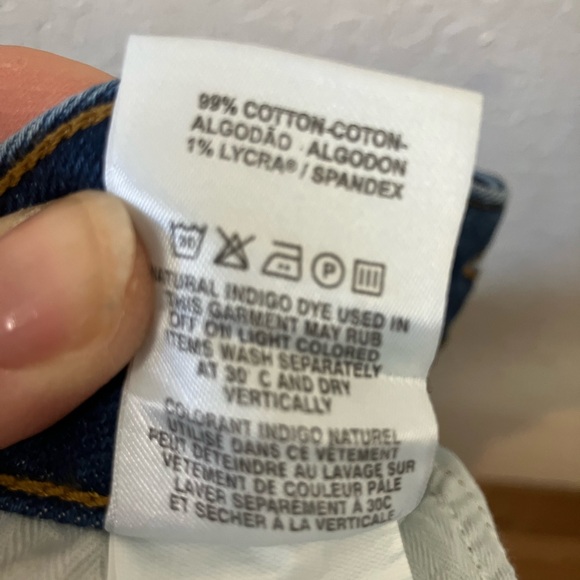 99% COTTON-COTON-
ALGODÃO . ALGODON
1% LYCRA® / SPANDEX
30 P
NATURAL INDIGO DYE USED IN
THIS GARMENT MAY RUB
OFF ON LIGHT COLORED
ITEMS WASH SEPARATELY
AT 30° C AND DRY
VERTICALLY
COLORANT INDIGO NATUREL
UTILISÉ DANS CE VÊTEMENT
PEUT DÉTEINDRE AU LAVAGE SUR
VÊTEMENT DE COULEUR PÂLE
LAVER SEPARÉMENT À 30C
ET SÉCHER À LA VERTICALE